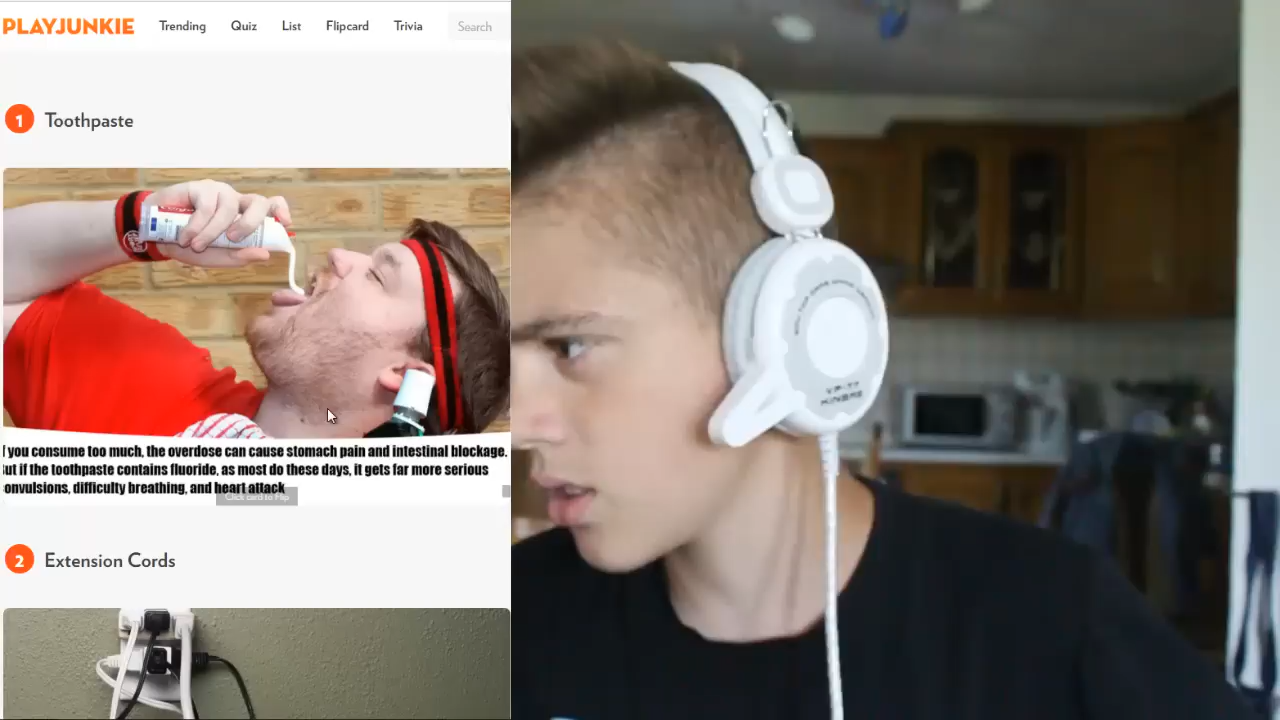 PLAYJUNKIE
Trending
Quiz
List
Flipcard
Trivia
Search
1
Toothpaste
f you consume too much, the overdose can cause stomach pain and intestinal blockage.
ut if the toothpaste contains fluoride, as most do these days, it gets far more serious
onvulsions, difficulty breathing, and heart attack
Click card to Flip
2
Extension Cords